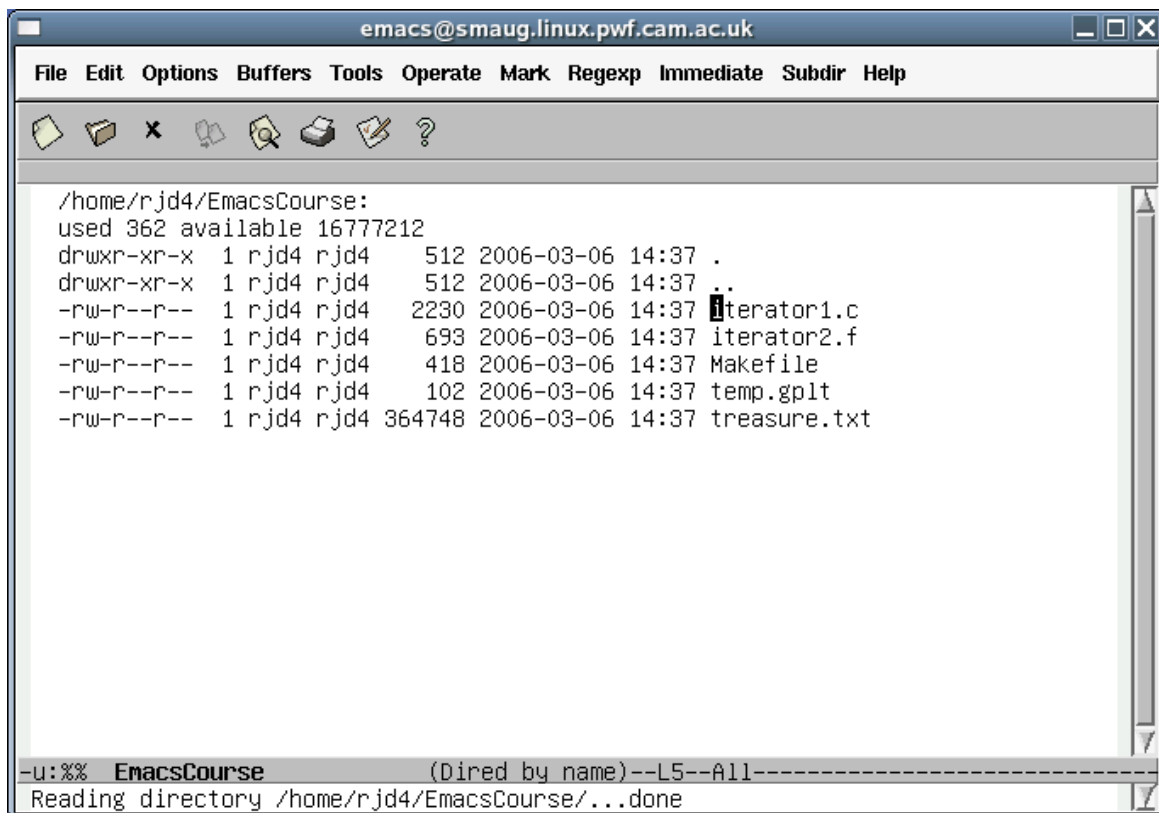 emacs@smaug.linux.pwf.cam.ac.uk
File Edit Options Buffers Tools Operate Mark Regexp Immediate Subdir Help
/home/rjd4/EmacsCourse:
used 362 available 16777212
drwxr-xr-x  1 rjd4 rjd4    512 2006-03-06 14:37 .
drwxr-xr-x  1 rjd4 rjd4    512 2006-03-06 14:37 ..
-rw-r--r--  1 rjd4 rjd4   2230 2006-03-06 14:37 iterator1.c
-rw-r--r--  1 rjd4 rjd4    693 2006-03-06 14:37 iterator2.f
-rw-r--r--  1 rjd4 rjd4    418 2006-03-06 14:37 Makefile
-rw-r--r--  1 rjd4 rjd4    102 2006-03-06 14:37 temp.gplt
-rw-r--r--  1 rjd4 rjd4 364748 2006-03-06 14:37 treasure.txt
-u:%%  EmacsCourse            (Dired by name)--L5--All------------------------------
Reading directory /home/rjd4/EmacsCourse/...done